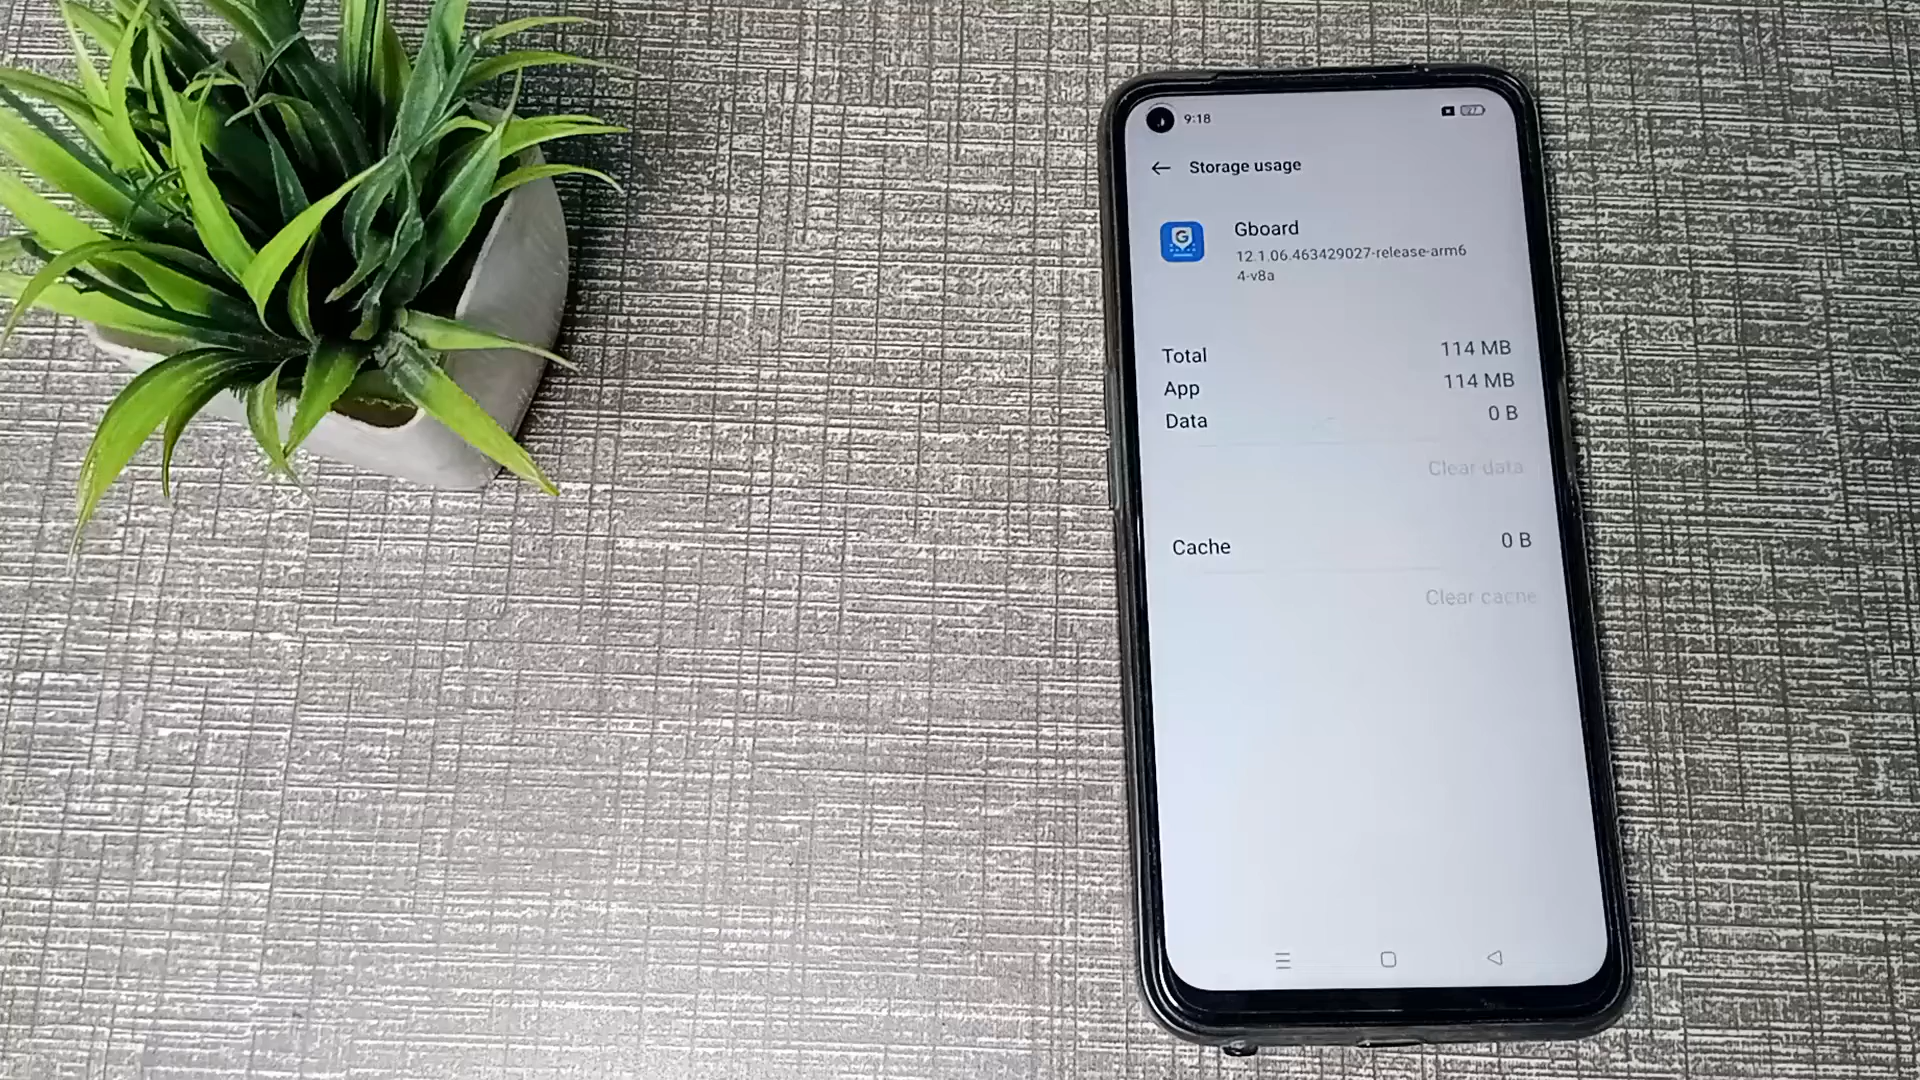 9:18
27
Storage usage
Gboard
12.1.06.463429027-release-arm6
4-v8a
Total 114 MB
App 114 MB
Data 0 B
Clear data
Cache 0 B
Clear cache